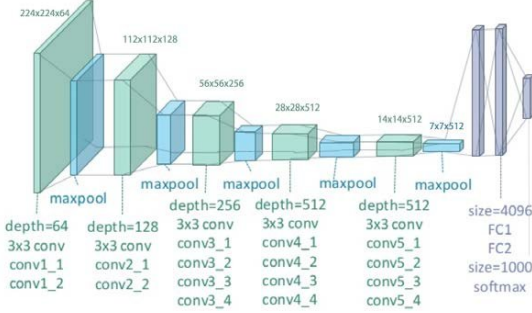 224x224x64
112x112x128
56x56x256
28x28x512
14x14x512
7x7x512
maxpool
maxpool
maxpool
maxpool
maxpool
depth=64
3x3 conv
conv1_1
conv1_2
depth=128
3x3 conv
conv2_1
conv2_2
depth=256
3x3 conv
conv3_1
conv3_2
conv3_3
conv3_4
depth=512
3x3 conv
conv4_1
conv4_2
conv4_3
conv4_4
depth=512
3x3 conv
conv5_1
conv5_2
conv5_3
conv5_4
size=4096
FC1
FC2
size=1000
softmax